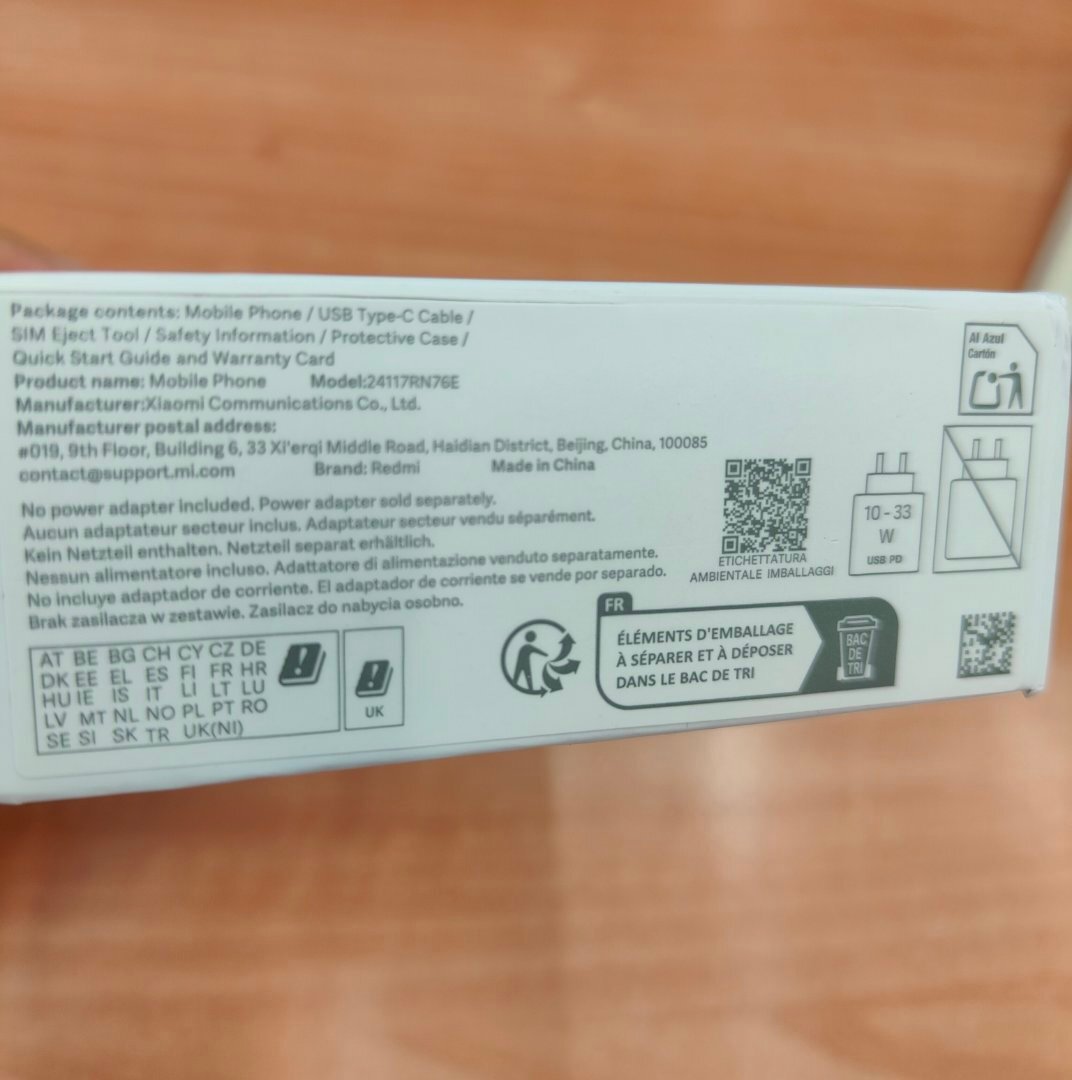 Package contents: Mobile Phone / USB Type-C Cable /
SIM Eject Tool / Safety Information / Protective Case /
Quick Start Guide and Warranty Card
Product name: Mobile Phone Model:24117RN76E
Manufacturer:Xiaomi Communications Co., Ltd.
Manufacturer postal address:
#019, 9th Floor, Building 6, 33 Xi'erqi Middle Road, Haidian District, Beijing, China, 100085
contact@support.mi.com Brand: Redmi Made in China
No power adapter included. Power adapter sold separately.
Aucun adaptateur secteur inclus. Adaptateur secteur vendu séparément.
Kein Netzteil enthalten. Netzteil separat erhältlich.
Nessun alimentatore incluso. Adattatore di alimentazione venduto separatamente.
No incluye adaptador de corriente. El adaptador de corriente se vende por separado.
Brak zasilacza w zestawie. Zasilacz do nabycia osobno.
AT BE BG CH CY CZ DE
DK EE EL ES FI FR HR
HU IE IS IT LI LT LU
LV MT NL NO PL PT RO
SE SI SK TR UK(NI)
UK
FR
ÉLÉMENTS D'EMBALLAGE
À SÉPARER ET À DÉPOSER
DANS LE BAC DE TRI
BAC
DE
TRI
ETICHETTATURA
AMBIENTALE IMBALLAGGI
10 - 33
W
USB PD
Al Azul
Cartón